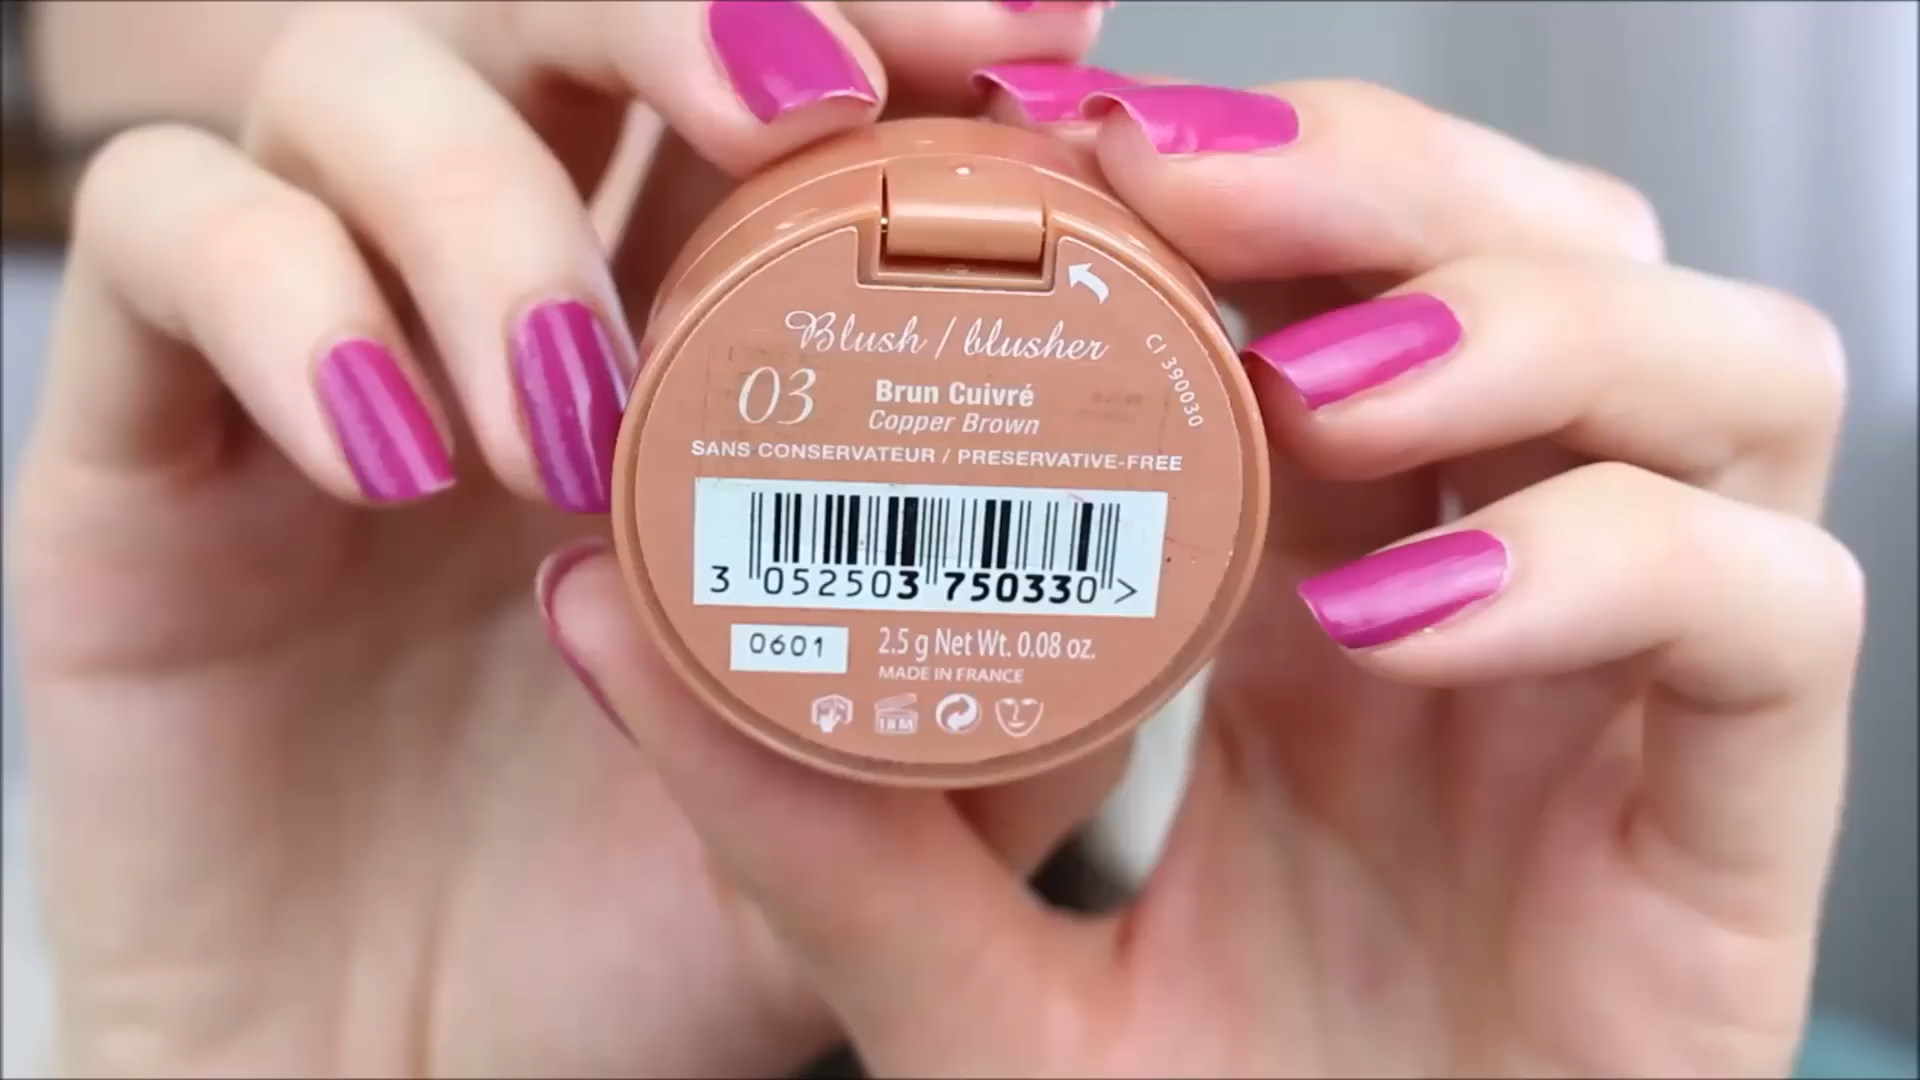 Blush / blusher
03 Brun Cuivré
Copper Brown
CI 390030
SANS CONSERVATEUR / PRESERVATIVE-FREE
3 052503 750330 >
0601
2.5 g Net Wt. 0.08 oz.
MADE IN FRANCE
18M